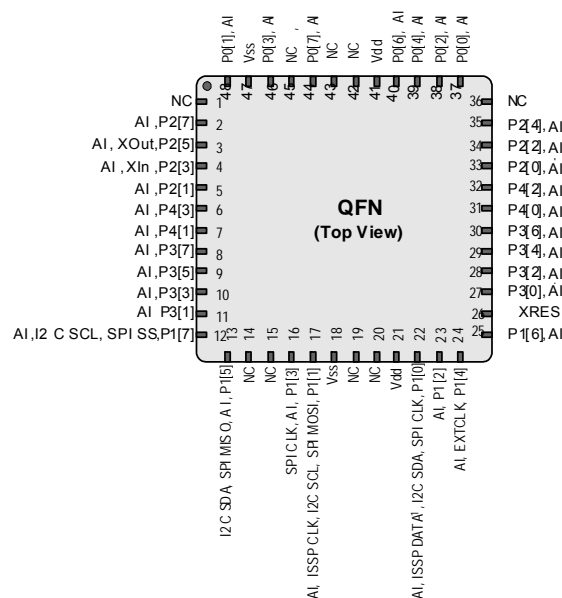 P0[1], AI
Vss
P0[3], AI
NC ,
P0[7], AI
NC
NC
Vdd
P0[6], AI
P0[4], AI
P0[2], AI
P0[0], AI
48
47
46
45
44
43
42
41
40
39
38
37
NC 1
AI ,P2[7] 2
AI , XOut,P2[5] 3
AI , XIn ,P2[3] 4
AI ,P2[1] 5
AI ,P4[3] 6
AI ,P4[1] 7
AI ,P3[7] 8
AI ,P3[5] 9
AI ,P3[3] 10
AI P3[1] 11
AI ,I2 C SCL, SPI SS,P1[7] 12
QFN
(Top View)
36 NC
35 P2[4], AI
34 P2[2], AI
33 P2[0], AI
32 P4[2], AI
31 P4[0], AI
30 P3[6], AI
29 P3[4], AI
28 P3[2], AI
27 P3[0], AI
26 XRES
25 P1[6], AI
13
14
15
16
17
18
19
20
21
22
23
24
I2 C SDA, SPI MISO, A I, P1[5]
NC
NC
SPI CLK, AI, P1[3]
AI, ISSP CLK, I2C SCL, SPI MOSI, P1[1]
Vss
NC
NC
Vdd
AI, ISSP DATA¹, I2C SDA, SPI CLK, P1[0]
AI, P1[2]
AI, EXTCLK, P1[4]